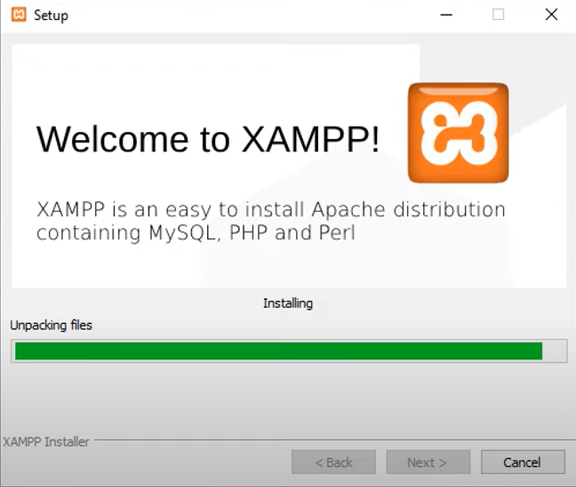 Setup
Welcome to XAMPP!
XAMPP is an easy to install Apache distribution
containing MySQL, PHP and Perl
Installing
Unpacking files
XAMPP Installer
< Back
Next >
Cancel